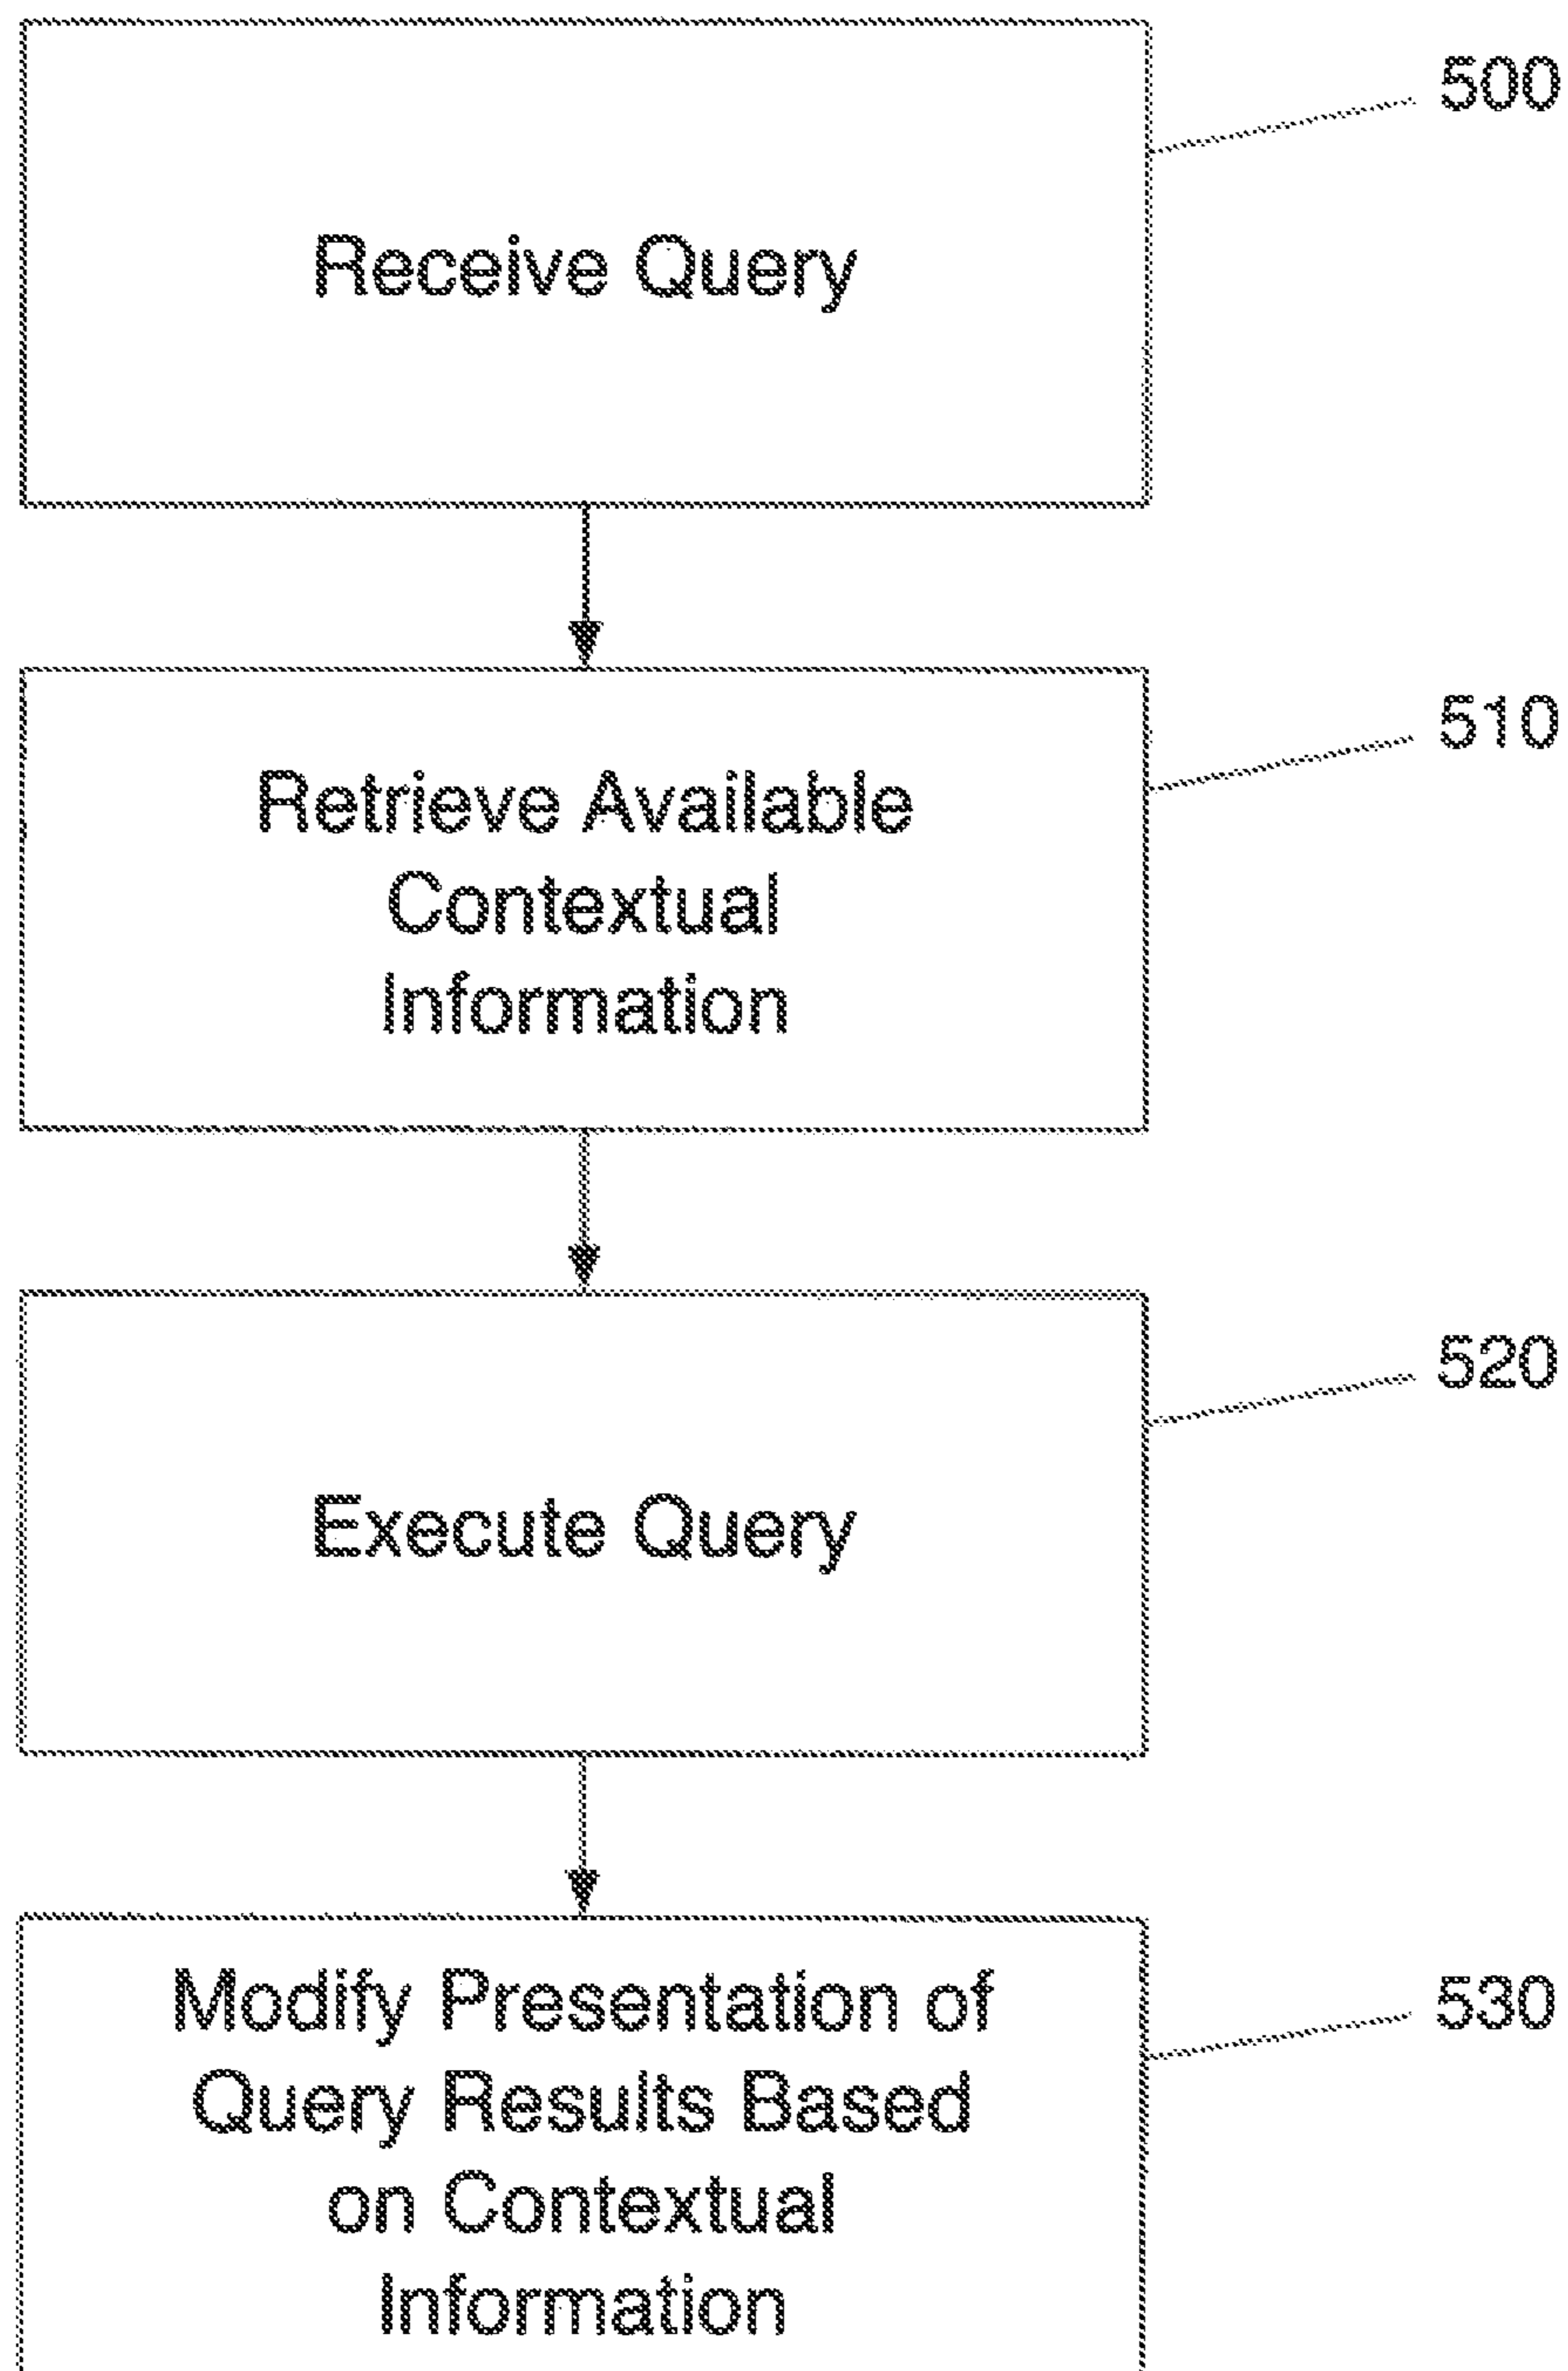 500
Receive Query
510
Retrieve Available
Contextual
Information
520
Execute Query
530
Modify Presentation of
Query Results Based
on Contextual
Information